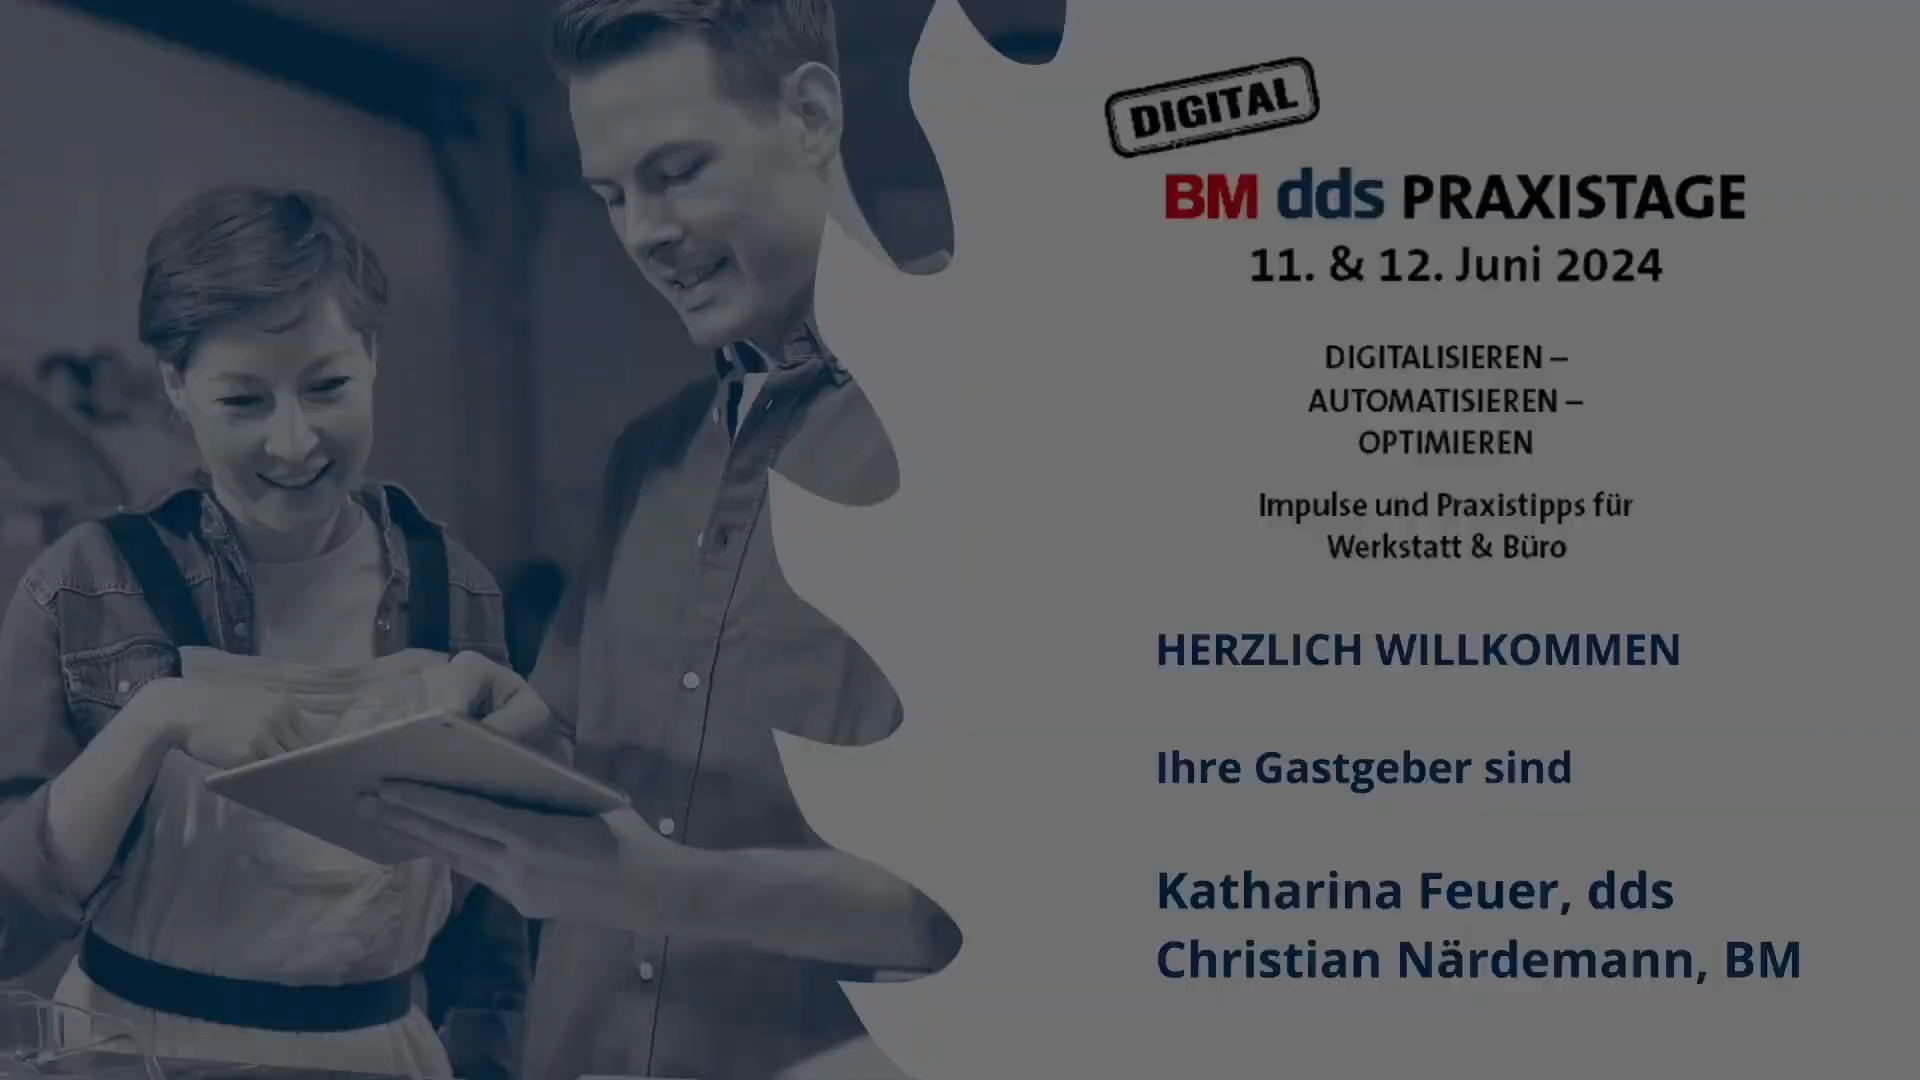 DIGITAL
BM dds PRAXISTAGE
11. & 12. Juni 2024
DIGITALISIEREN –
AUTOMATISIEREN –
OPTIMIEREN
Impulse und Praxistipps für
Werkstatt & Büro
HERZLICH WILLKOMMEN
Ihre Gastgeber sind
Katharina Feuer, dds
Christian Närdemann, BM